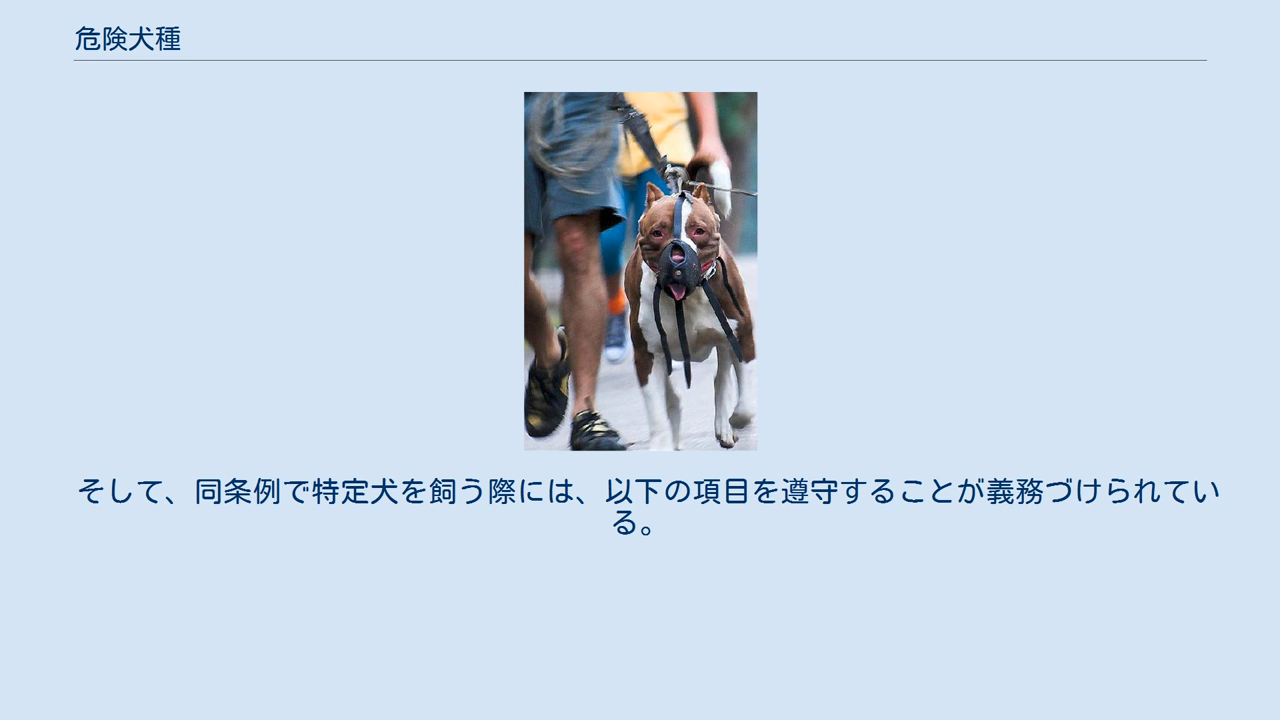 危険犬種
そして、同条例で特定犬を飼う際には、以下の項目を遵守することが義務づけられてい
る。